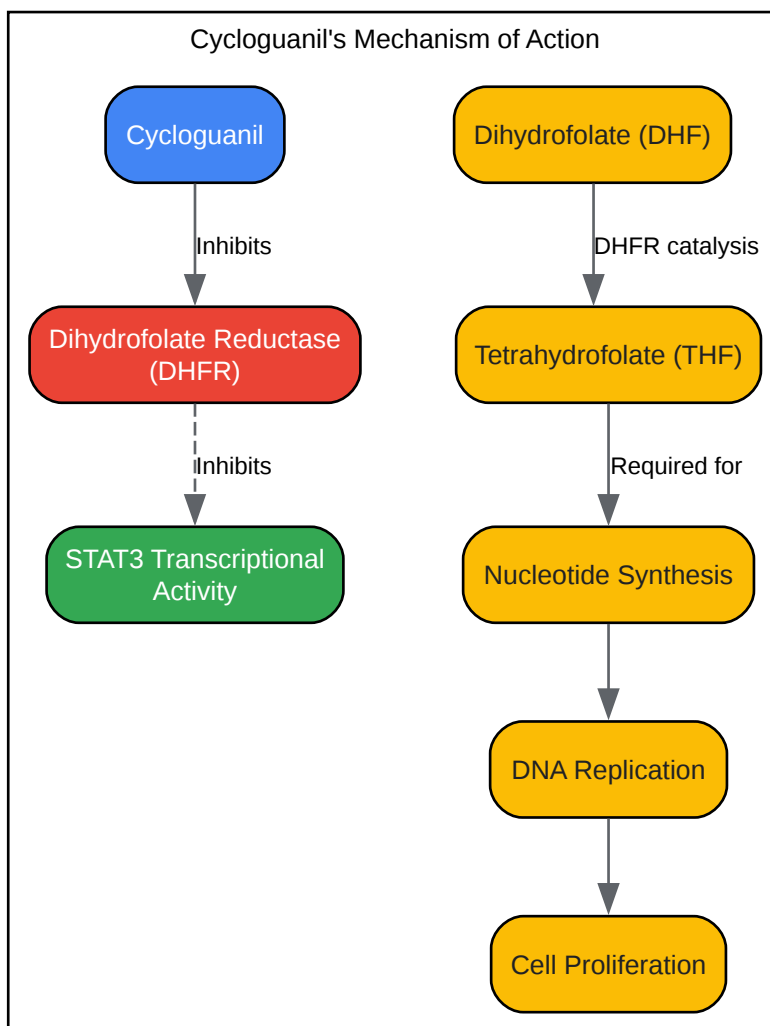 Cycloguanil's Mechanism of Action
Cycloguanil
Inhibits
Dihydrofolate Reductase
(DHFR)
Inhibits
STAT3 Transcriptional
Activity
Dihydrofolate (DHF)
DHFR catalysis
Tetrahydrofolate (THF)
Required for
Nucleotide Synthesis
DNA Replication
Cell Proliferation